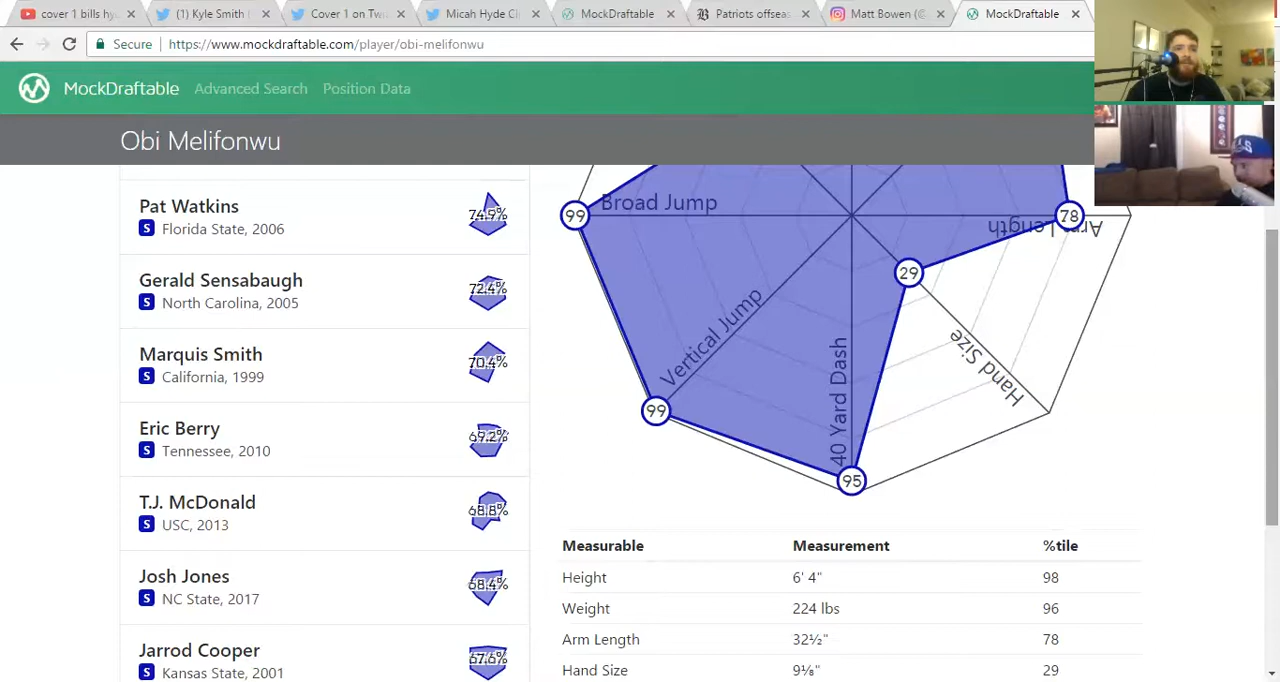 cover 1 bills hy
(1) Kyle Smith
Cover 1 on Tw
Micah Hyde Cl
MockDraftable
Patriots offsea
Matt Bowen (@
MockDraftable
Secure
https://www.mockdraftable.com/player/obi-melifonwu
MockDraftable
Advanced Search
Position Data
Obi Melifonwu
Pat Watkins
S Florida State, 2006
74.9%
Gerald Sensabaugh
S North Carolina, 2005
72.4%
Marquis Smith
S California, 1999
70.4%
Eric Berry
S Tennessee, 2010
69.2%
T.J. McDonald
S USC, 2013
68.8%
Josh Jones
S NC State, 2017
68.4%
Jarrod Cooper
S Kansas State, 2001
67.6%
99
Broad Jump
78
Arm Length
29
Hand Size
Vertical Jump
99
40 Yard Dash
95
Measurable Measurement %tile
Height 6' 4" 98
Weight 224 lbs 96
Arm Length 32½" 78
Hand Size 9⅛" 29